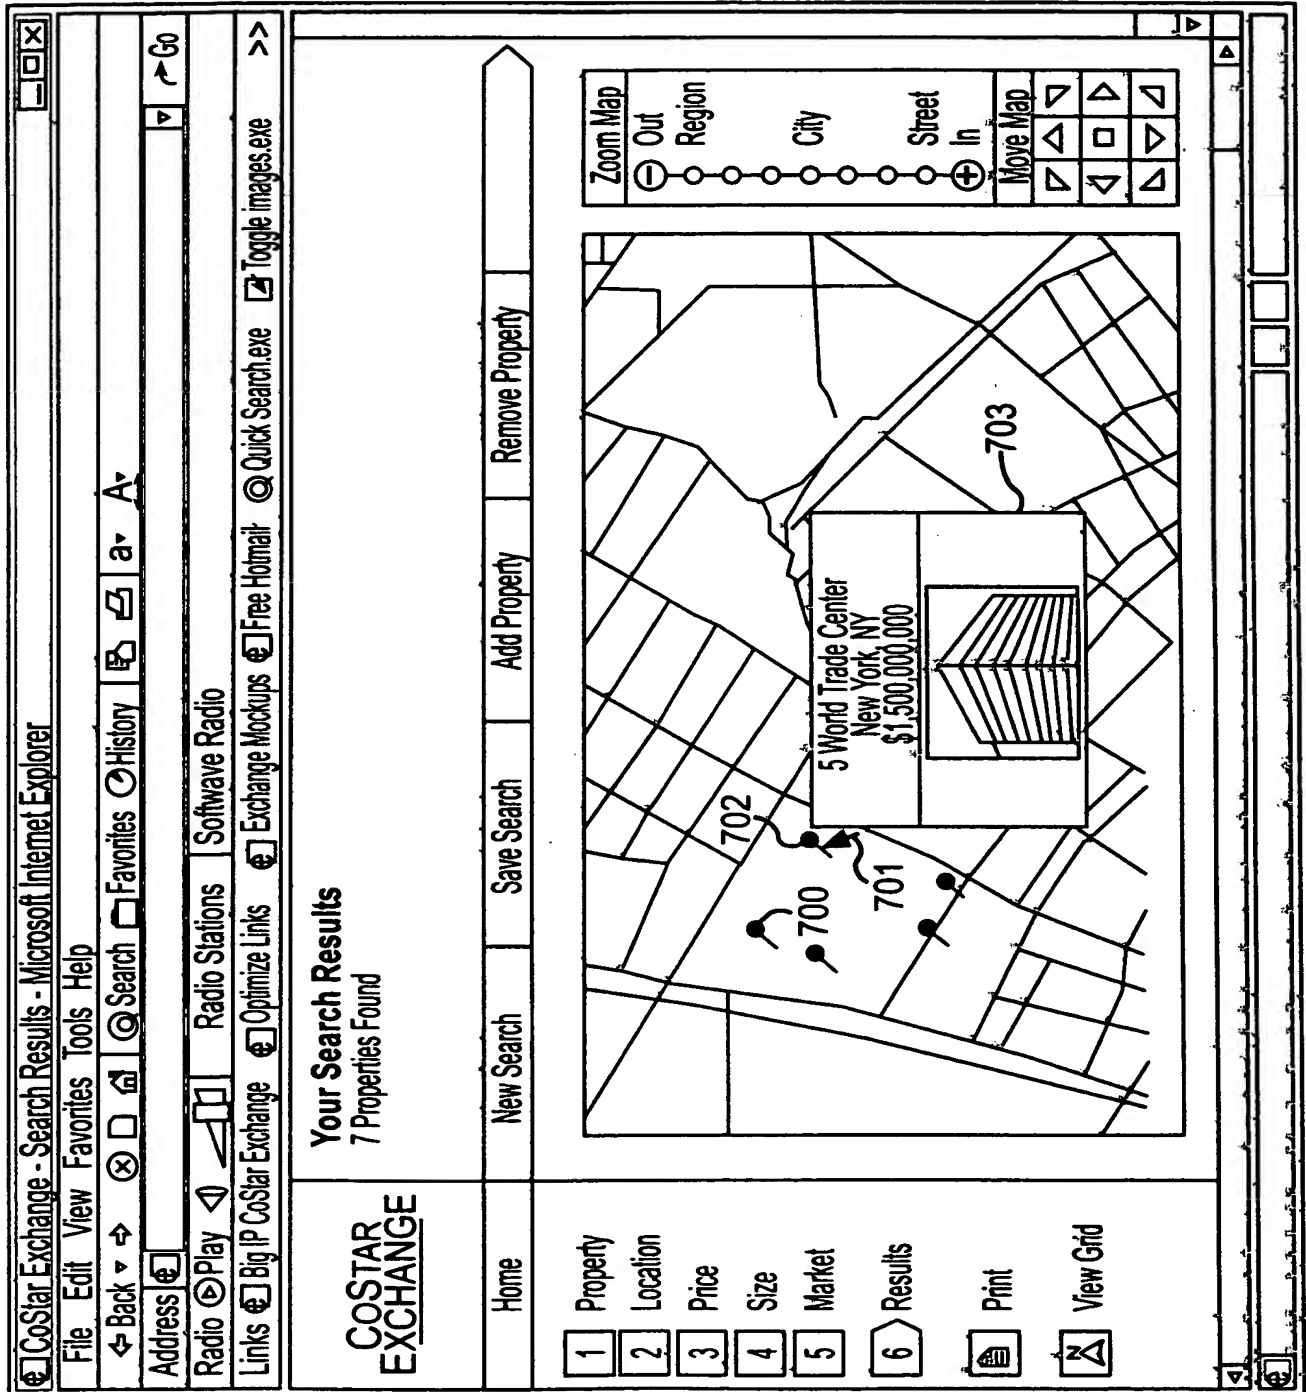 CoStar Exchange - Search Results - Microsoft Internet Explorer
File Edit View Favorites Tools Help
Back Search Favorites History
Address Go
Radio Play Radio Stations Softwave Radio
Links Big IP CoStar Exchange Optimize Links Exchange Mockups Free Hotmail Quick Search.exe Toggle images.exe >>
COSTAR
EXCHANGE
Your Search Results
7 Properties Found
Home New Search Save Search Add Property Remove Property
1 Property
2 Location
3 Price
4 Size
5 Market
6 Results
Print
N View Grid
700
701
702
703
5 World Trade Center
New York, NY
$1,500,000,000
Zoom Map
Out
Region
City
Street
In
Move Map